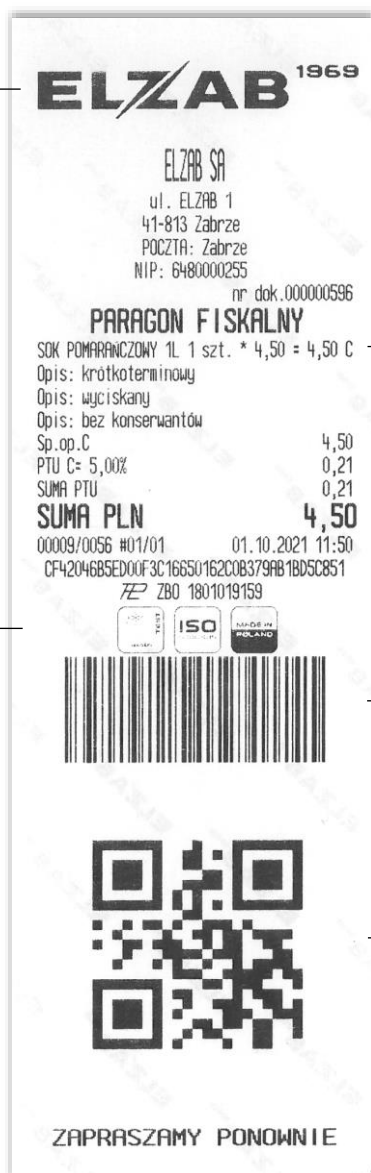 ELZAB 1969
ELZAB SA
ul. ELZAB 1
41-813 Zabrze
POCZTA: Zabrze
NIP: 6480000255
nr dok.000000596
PARAGON FISKALNY
SOK POMARAŃCZOWY 1L 1 szt. * 4,50 = 4,50 C
Opis: krótkoterminowy
Opis: wyciskany
Opis: bez konserwantów
Sp.op.C 4,50
PTU C= 5,00% 0,21
SUMA PTU 0,21
SUMA PLN 4,50
00009/0056 #01/01 01.10.2021 11:50
CF42046B5ED00F3C16650162C0B379AB1BD5C851
ZBO 1801019159
TEST
ISO
MADE IN
POLAND
ZAPRASZAMY PONOWNIE